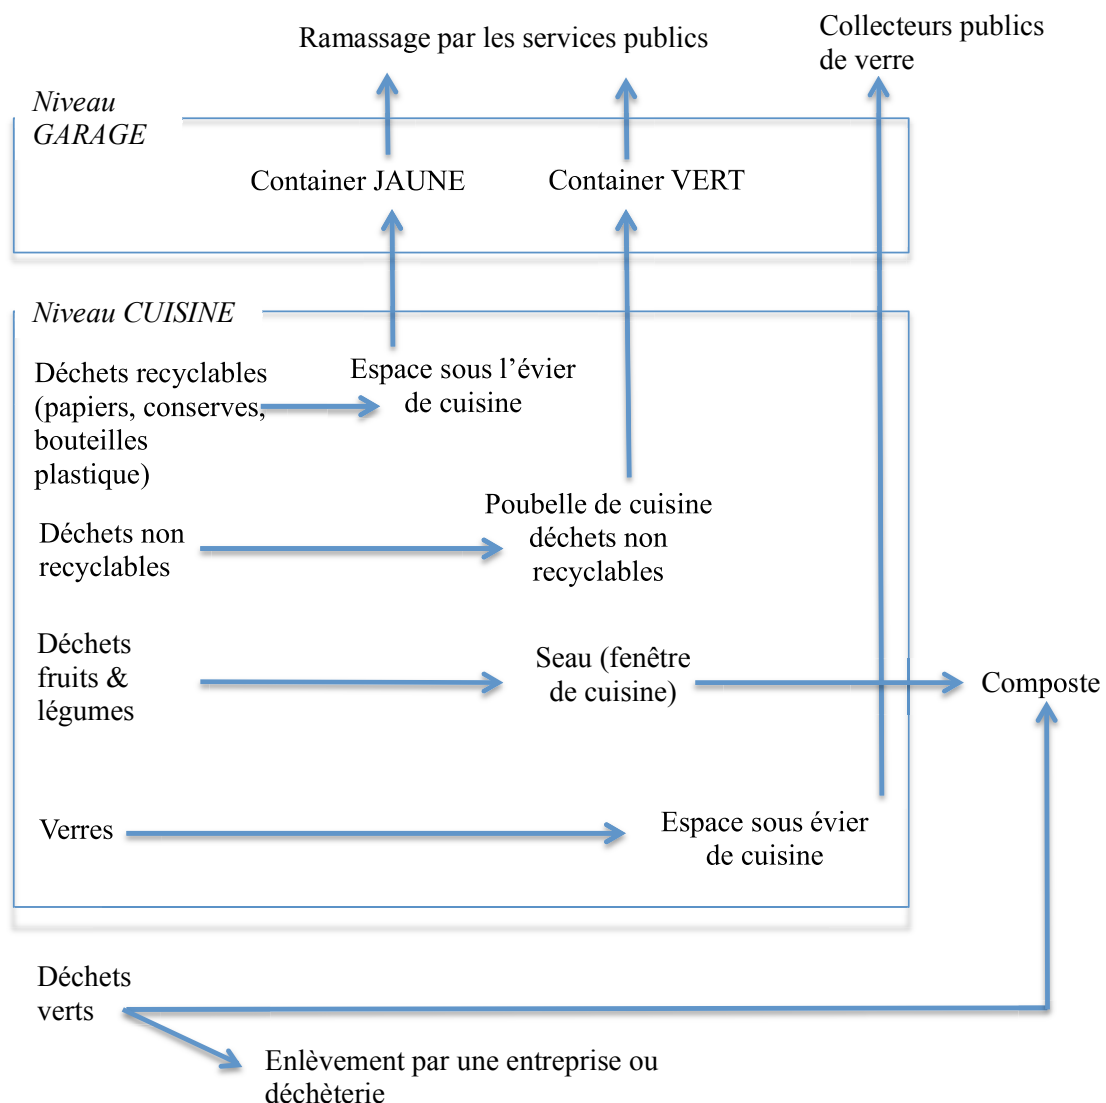 Ramassage par les services publics
Collecteurs publics
de verre
Niveau
GARAGE
Container JAUNE
Container VERT
Niveau CUISINE
Déchets recyclables
(papiers, conserves,
bouteilles
plastique)
Espace sous l’évier
de cuisine
Déchets non
recyclables
Poubelle de cuisine
déchets non
recyclables
Déchets
fruits &
légumes
Seau (fenêtre
de cuisine)
Composte
Verres
Espace sous évier
de cuisine
Déchets
verts
Enlèvement par une entreprise ou
déchèterie